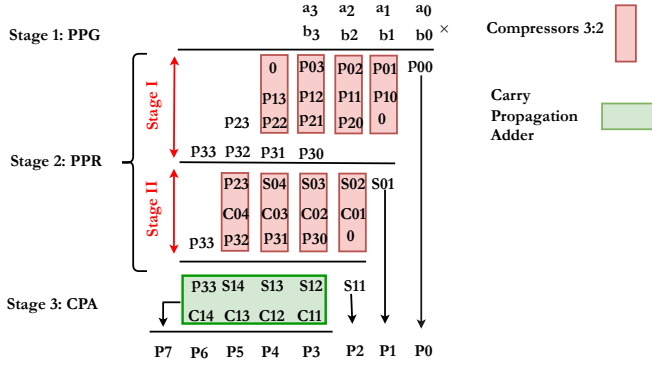 a3 a2 a1 a0
Stage 1: PPG b3 b2 b1 b0 ×
Compressors 3:2
0 P03 P02 P01 P00
P13 P12 P11 P10
P23 P22 P21 P20 0
P33 P32 P31 P30
Stage I
Carry
Propagation
Adder
Stage 2: PPR
P23 S04 S03 S02 S01
C04 C03 C02 C01
P33 P32 P31 P30 0
Stage II
Stage 3: CPA
P33 S14 S13 S12 S11
C14 C13 C12 C11
P7 P6 P5 P4 P3 P2 P1 P0